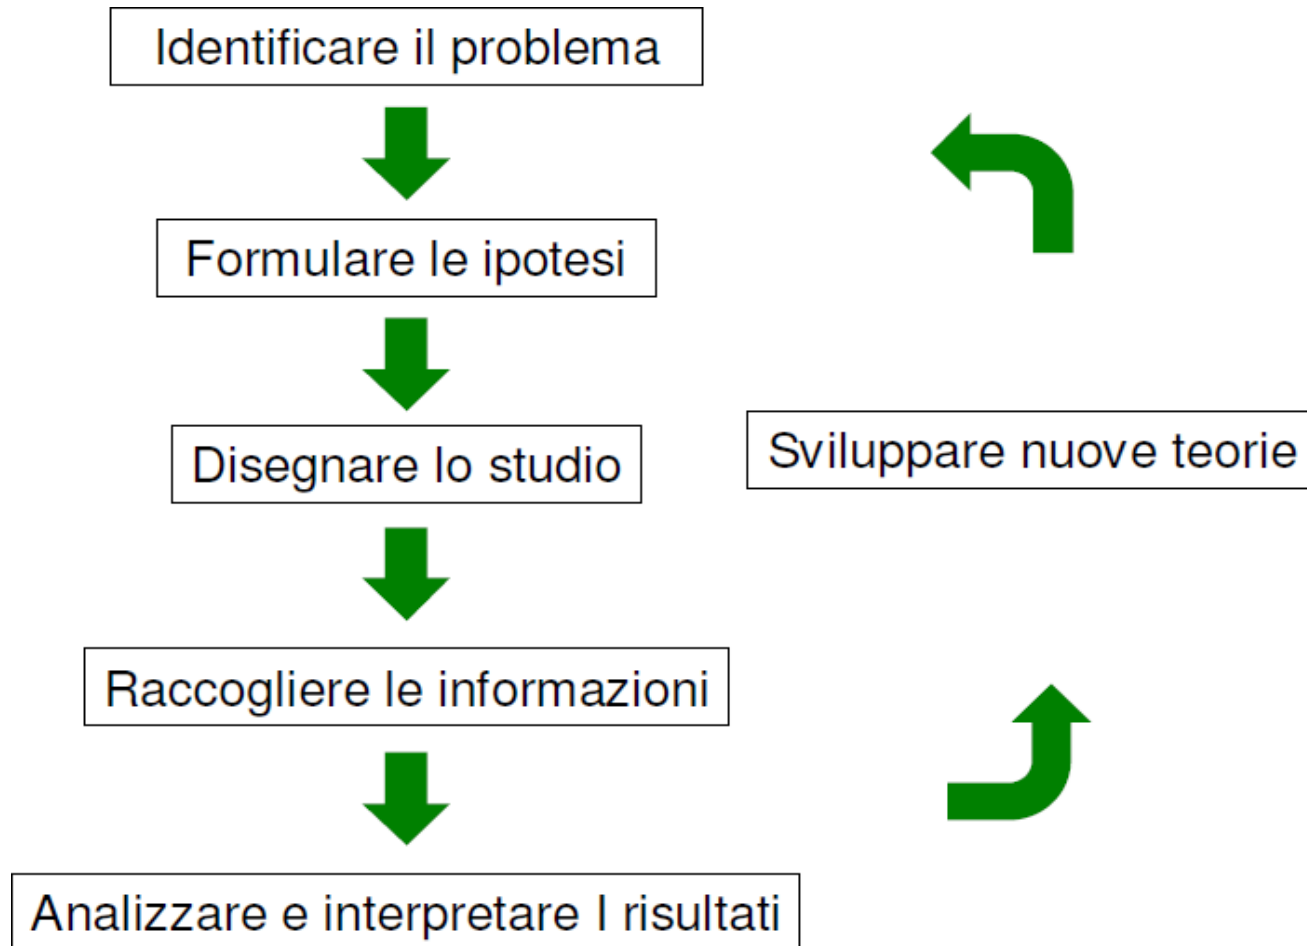 Identificare il problema
Formulare le ipotesi
Disegnare lo studio
Sviluppare nuove teorie
Raccogliere le informazioni
Analizzare e interpretare I risultati